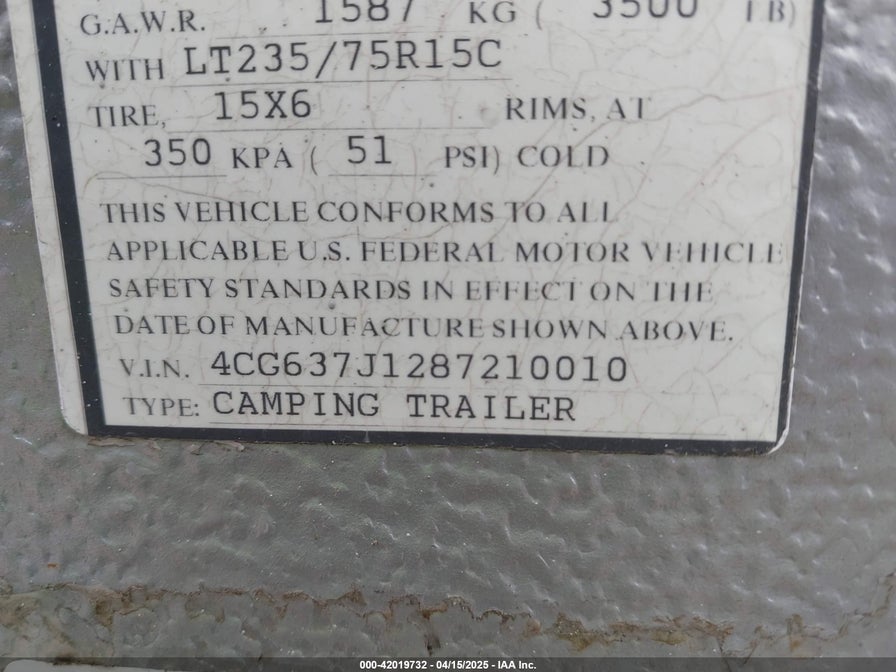 G.A.W.R. 1587 KG ( 3500 LB)
WITH LT235/75R15C
TIRE, 15X6 RIMS, AT
350 KPA ( 51 PSI) COLD
THIS VEHICLE CONFORMS TO ALL
APPLICABLE U.S. FEDERAL MOTOR VEHICLE
SAFETY STANDARDS IN EFFECT ON THE
DATE OF MANUFACTURE SHOWN ABOVE.
V.I.N. 4CG637J1287210010
TYPE: CAMPING TRAILER
000-42019732 - 04/15/2025 - IAA Inc.